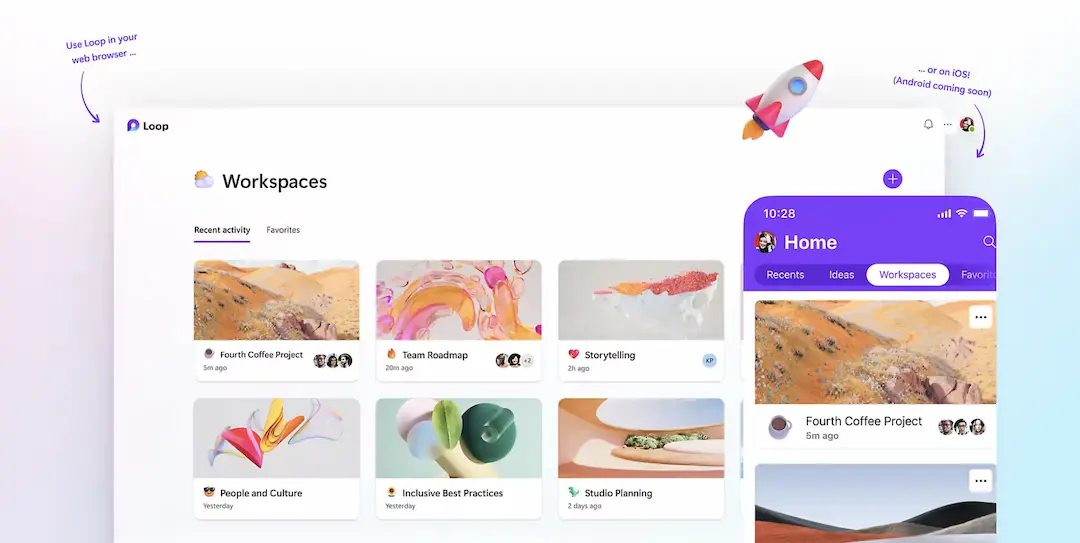 Use Loop in your
web browser ...
... or on iOS!
(Android coming soon)
Loop
Workspaces
Recent activity
Favorites
Fourth Coffee Project
5m ago
Team Roadmap
20m ago
+2
Storytelling
2h ago
KP
People and Culture
Yesterday
Inclusive Best Practices
Yesterday
Studio Planning
2 days ago
10:28
Home
Recents
Ideas
Workspaces
Favorit
Fourth Coffee Project
5m ago